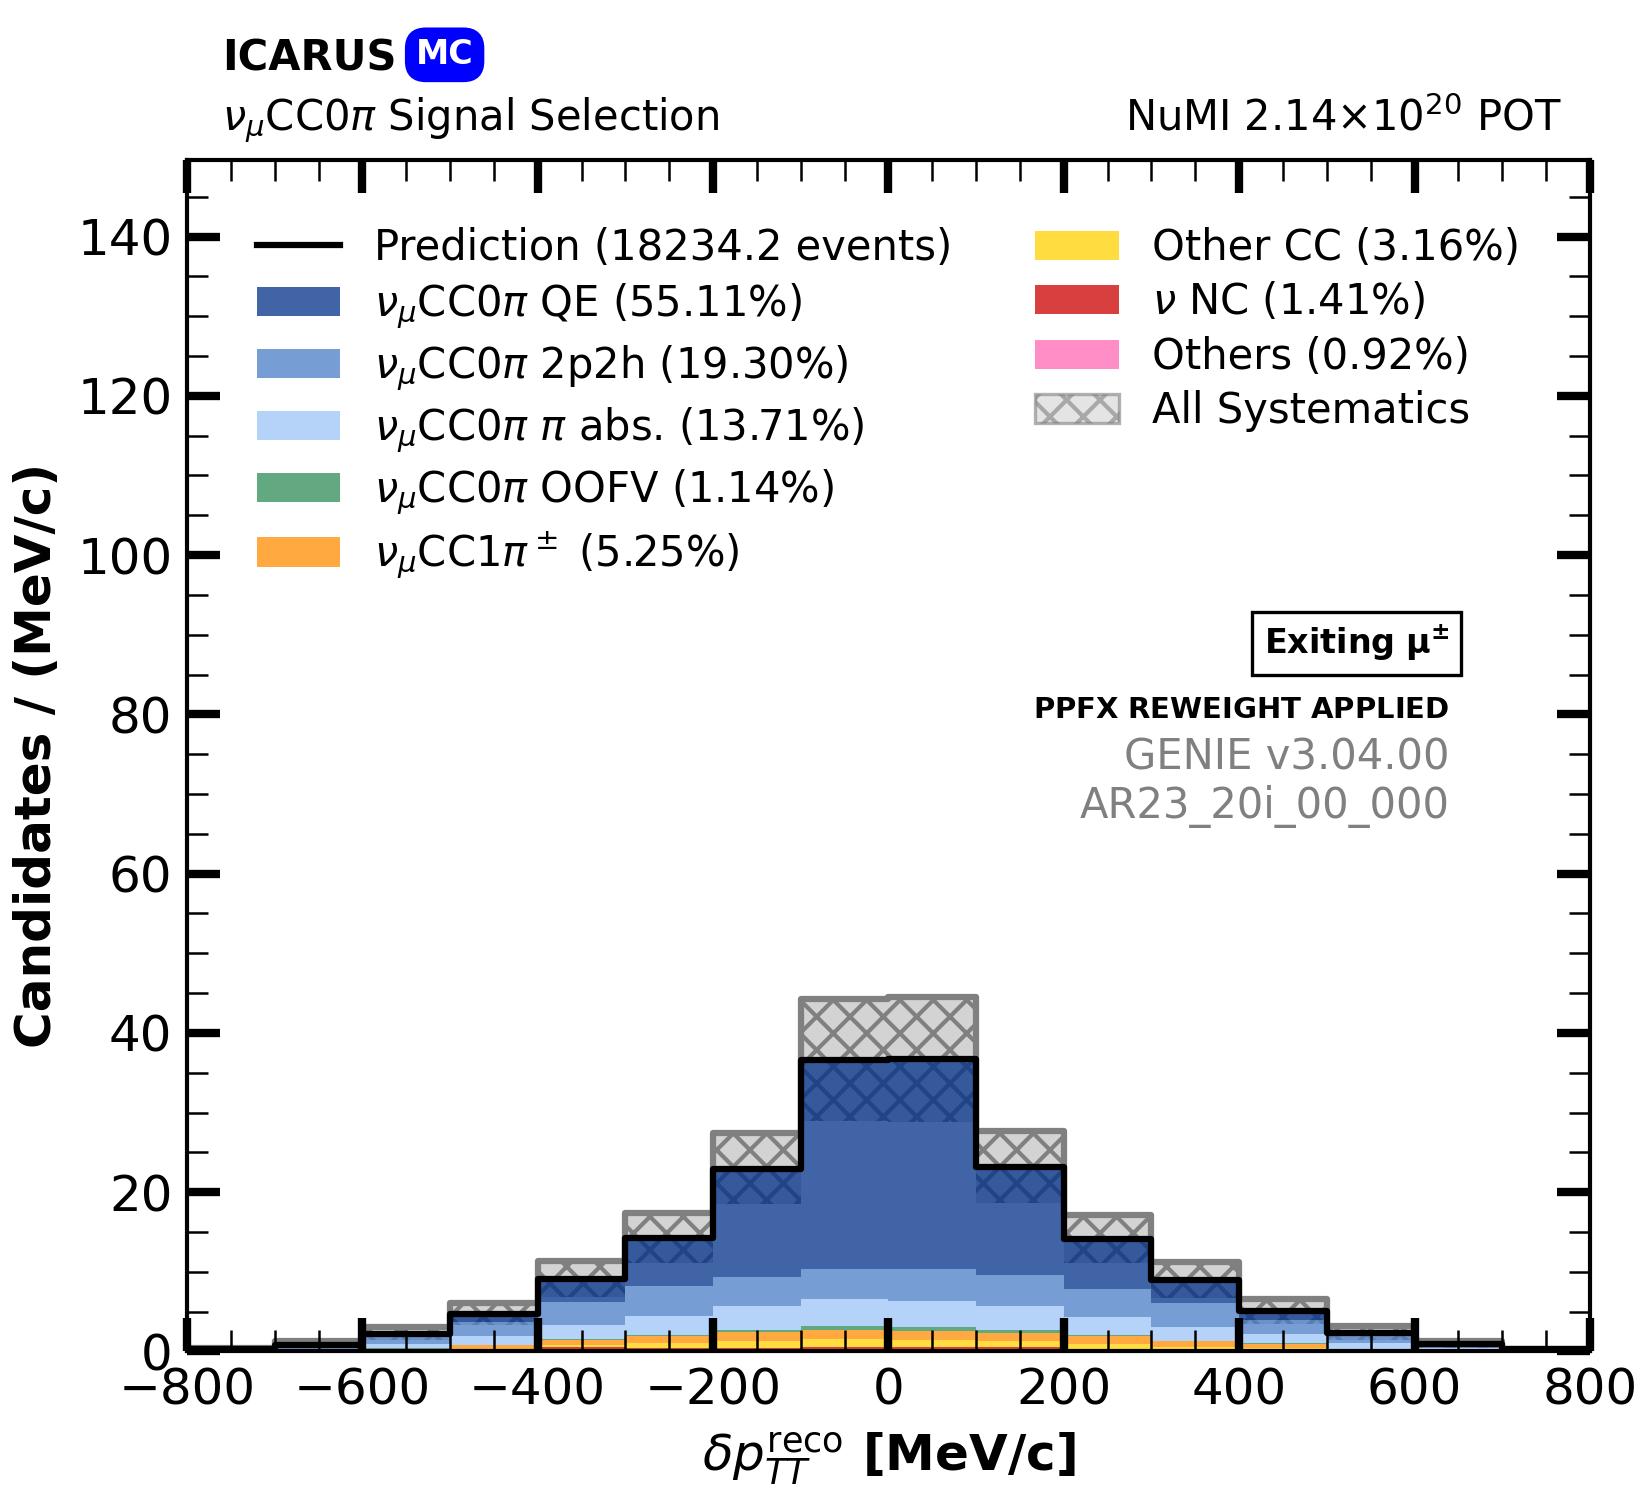 ICARUS MC
νμCC0π Signal Selection
NuMI 2.14×10²⁰ POT
Prediction (18234.2 events)
νμCC0π QE (55.11%)
νμCC0π 2p2h (19.30%)
νμCC0π π abs. (13.71%)
νμCC0π OOFV (1.14%)
νμCC1π± (5.25%)
Other CC (3.16%)
ν NC (1.41%)
Others (0.92%)
All Systematics
Exiting μ±
PPFX REWEIGHT APPLIED
GENIE v3.04.00
AR23_20i_00_000
Candidates / (MeV/c)
140
120
100
80
60
40
20
0
−800 −600 −400 −200 0 200 400 600 800
δp_TT^reco [MeV/c]